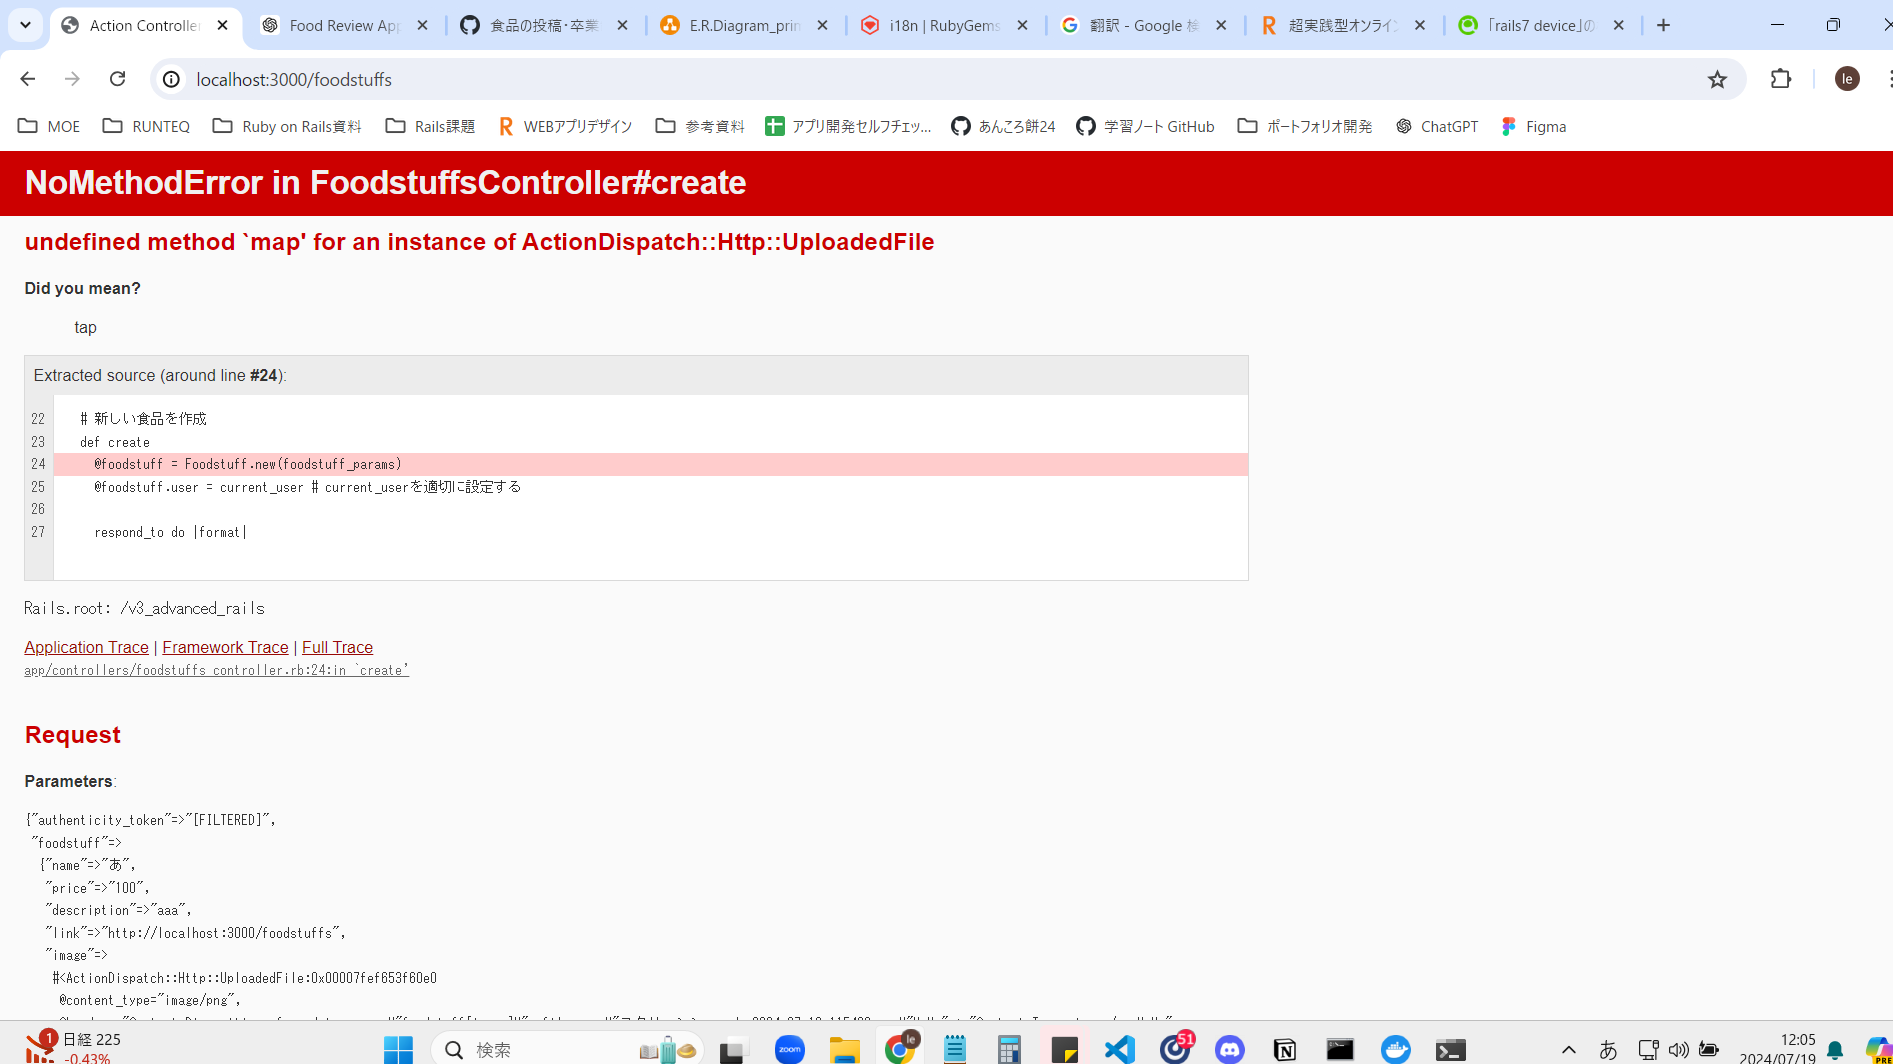 Action Controlle
Food Review App
食品の投稿・卒業
E.R.Diagram_prin
i18n | RubyGems
翻訳 - Google 検
超実践型オンライン
「rails7 device」の
localhost:3000/foodstuffs
le
MOE
RUNTEQ
Ruby on Rails資料
Rails課題
WEBアプリデザイン
参考資料
アプリ開発セルフチェッ...
あんころ餅24
学習ノート GitHub
ポートフォリオ開発
ChatGPT
Figma
NoMethodError in FoodstuffsController#create
undefined method `map' for an instance of ActionDispatch::Http::UploadedFile
Did you mean?
tap
Extracted source (around line #24):
22 # 新しい食品を作成
23 def create
24 @foodstuff = Foodstuff.new(foodstuff_params)
25 @foodstuff.user = current_user # current_userを適切に設定する
26
27 respond_to do |format|
Rails.root: /v3_advanced_rails
Application Trace | Framework Trace | Full Trace
app/controllers/foodstuffs_controller.rb:24:in `create'
Request
Parameters:
{"authenticity_token"=>"[FILTERED]",
"foodstuff"=>
{"name"=>"あ",
"price"=>"100",
"description"=>"aaa",
"link"=>"http://localhost:3000/foodstuffs",
"image"=>
#<ActionDispatch::Http::UploadedFile:0x00007fef653f60e0
@content_type="image/png",
1
日経 225
-0.43%
検索
zoom
le
51
あ
12:05
2024/07/19
PRE